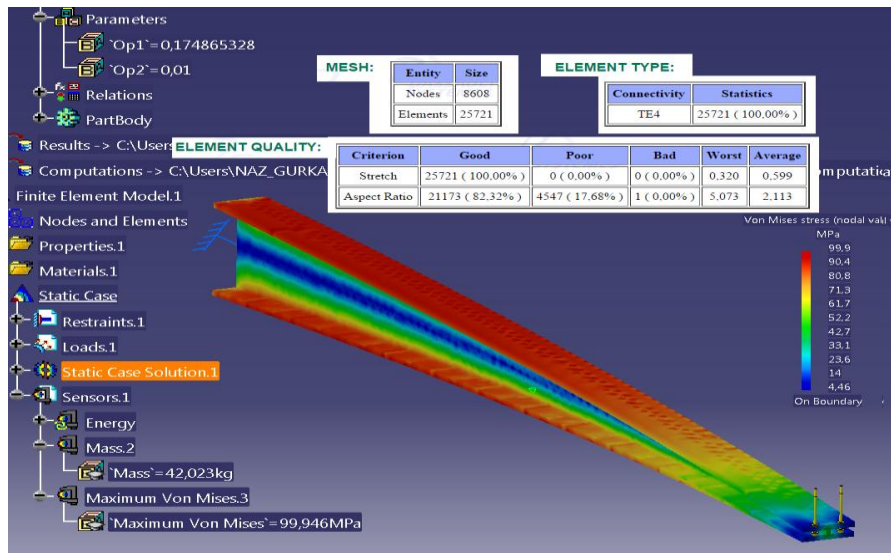 Parameters
`Op1`=0,174865328
`Op2`=0,01
Relations
PartBody
Results -> C:\Users
Computations -> C:\Users\NAZ_GURKA
Finite Element Model.1
Nodes and Elements
Properties.1
Materials.1
Static Case
Restraints.1
Loads.1
Static Case Solution.1
Sensors.1
Energy
Mass.2
`Mass`=42,023kg
Maximum Von Mises.3
`Maximum Von Mises`=99,946MPa
MESH:
Entity Size
Nodes 8608
Elements 25721
ELEMENT TYPE:
Connectivity Statistics
TE4 25721 ( 100,00% )
ELEMENT QUALITY:
Criterion Good Poor Bad Worst Average
Stretch 25721 ( 100,00% ) 0 ( 0,00% ) 0 ( 0,00% ) 0,320 0,599
Aspect Ratio 21173 ( 82,32% ) 4547 ( 17,68% ) 1 ( 0,00% ) 5,073 2,113
Von Mises stress (nodal
MPa
99,9
90,4
80,8
71,3
61,7
52,2
42,7
33,1
23,6
14
4,46
On Boundary